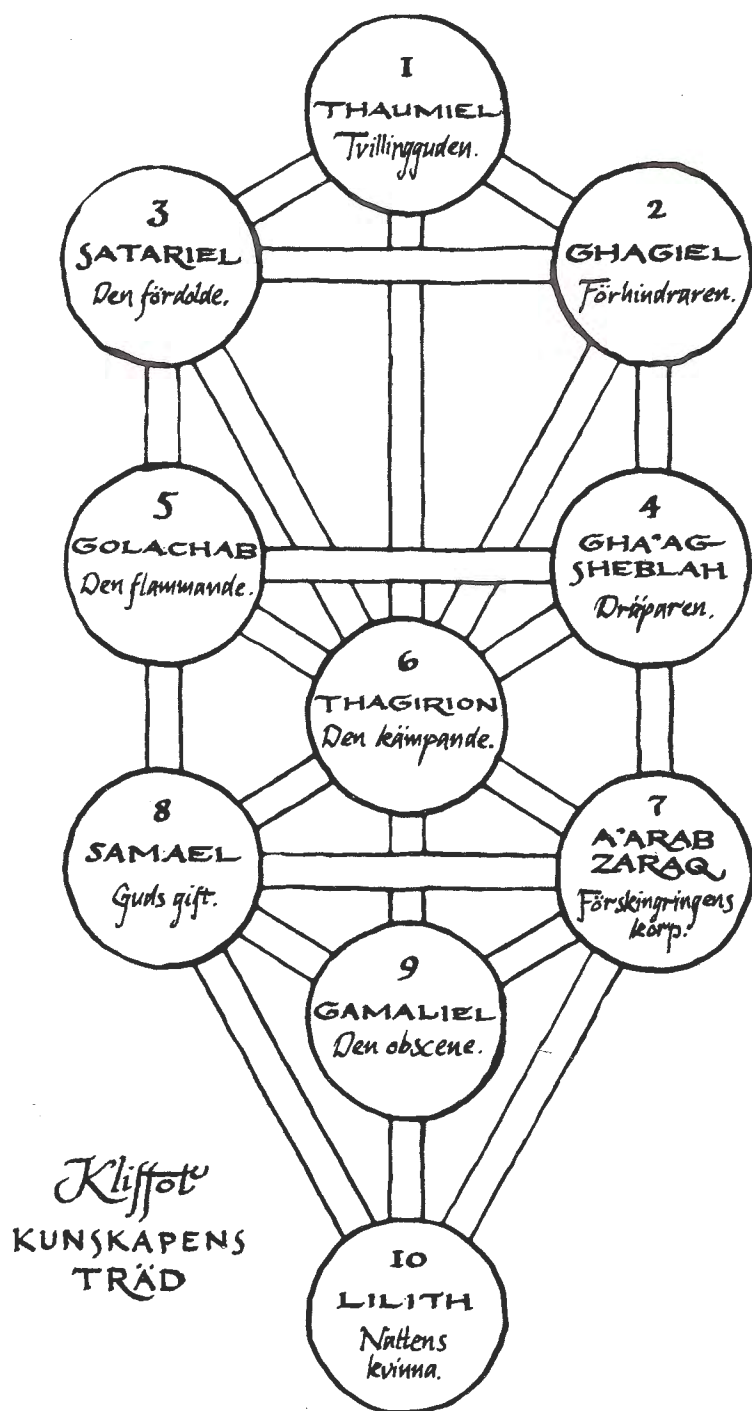 1
THAUMIEL
Tvillingguden.
3
SATARIEL
Den fördolde.
2
GHAGIEL
Förhindraren.
5
GOLACHAB
Den flammande.
4
GHA"AG-
SHEBLAH
Dräparen.
6
THAGIRION
Den kämpande.
8
SAMAEL
Guds gift.
7
A"ARAB
ZARAQ
Förskingringens
korp.
9
GAMALIEL
Den obscene.
Kliffot
KUNSKAPENS
TRÄD
10
LILITH
Nattens
kvinna.